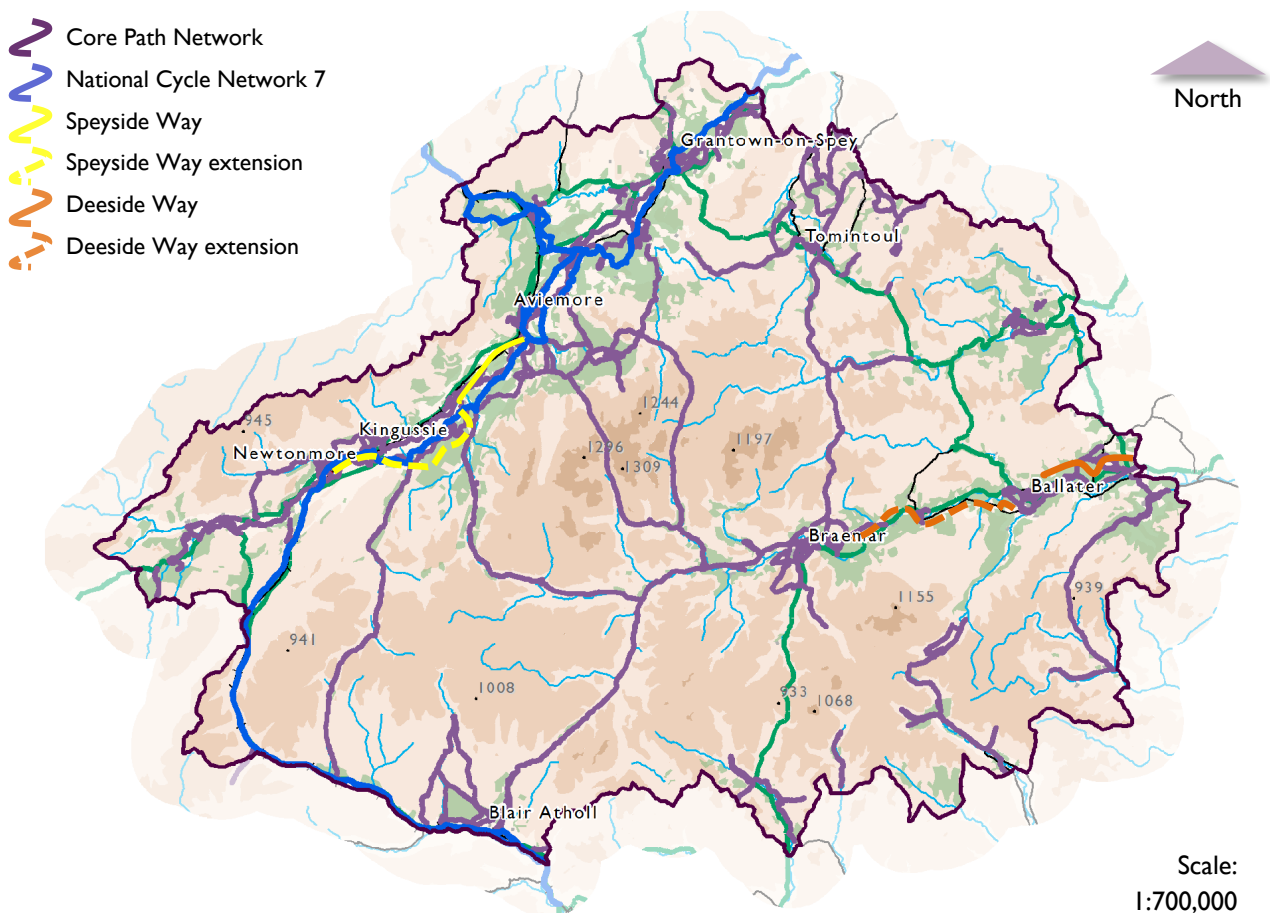 Core Path Network
National Cycle Network 7
Speyside Way
Speyside Way extension
Deeside Way
Deeside Way extension
North
Grantown-on-Spey
Tomintoul
Aviemore
1244
945
Kingussie
1197
Newtonmore
1296
1309
Ballater
Braemar
939
1155
941
1008
933
1068
Blair Atholl
Scale:
1:700,000